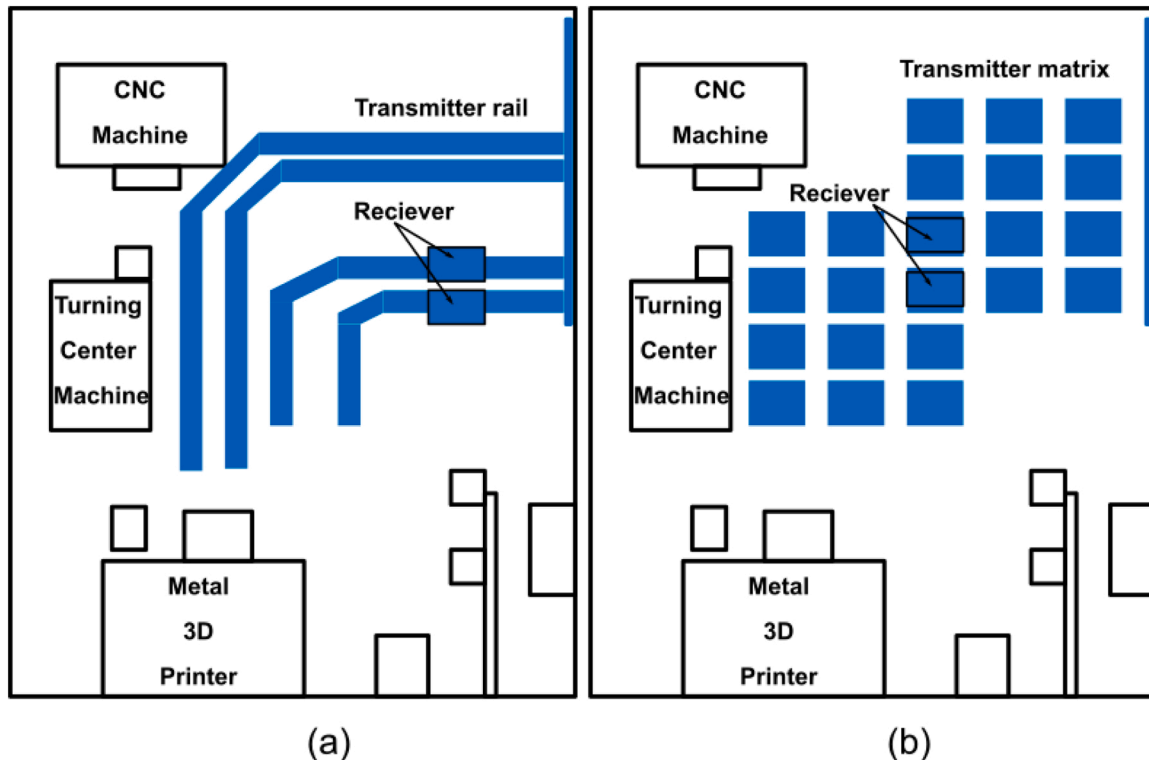 CNC
Machine
Transmitter rail
Reciever
Turning
Center
Machine
Metal
3D
Printer
(a)
CNC
Machine
Transmitter matrix
Reciever
Turning
Center
Machine
Metal
3D
Printer
(b)